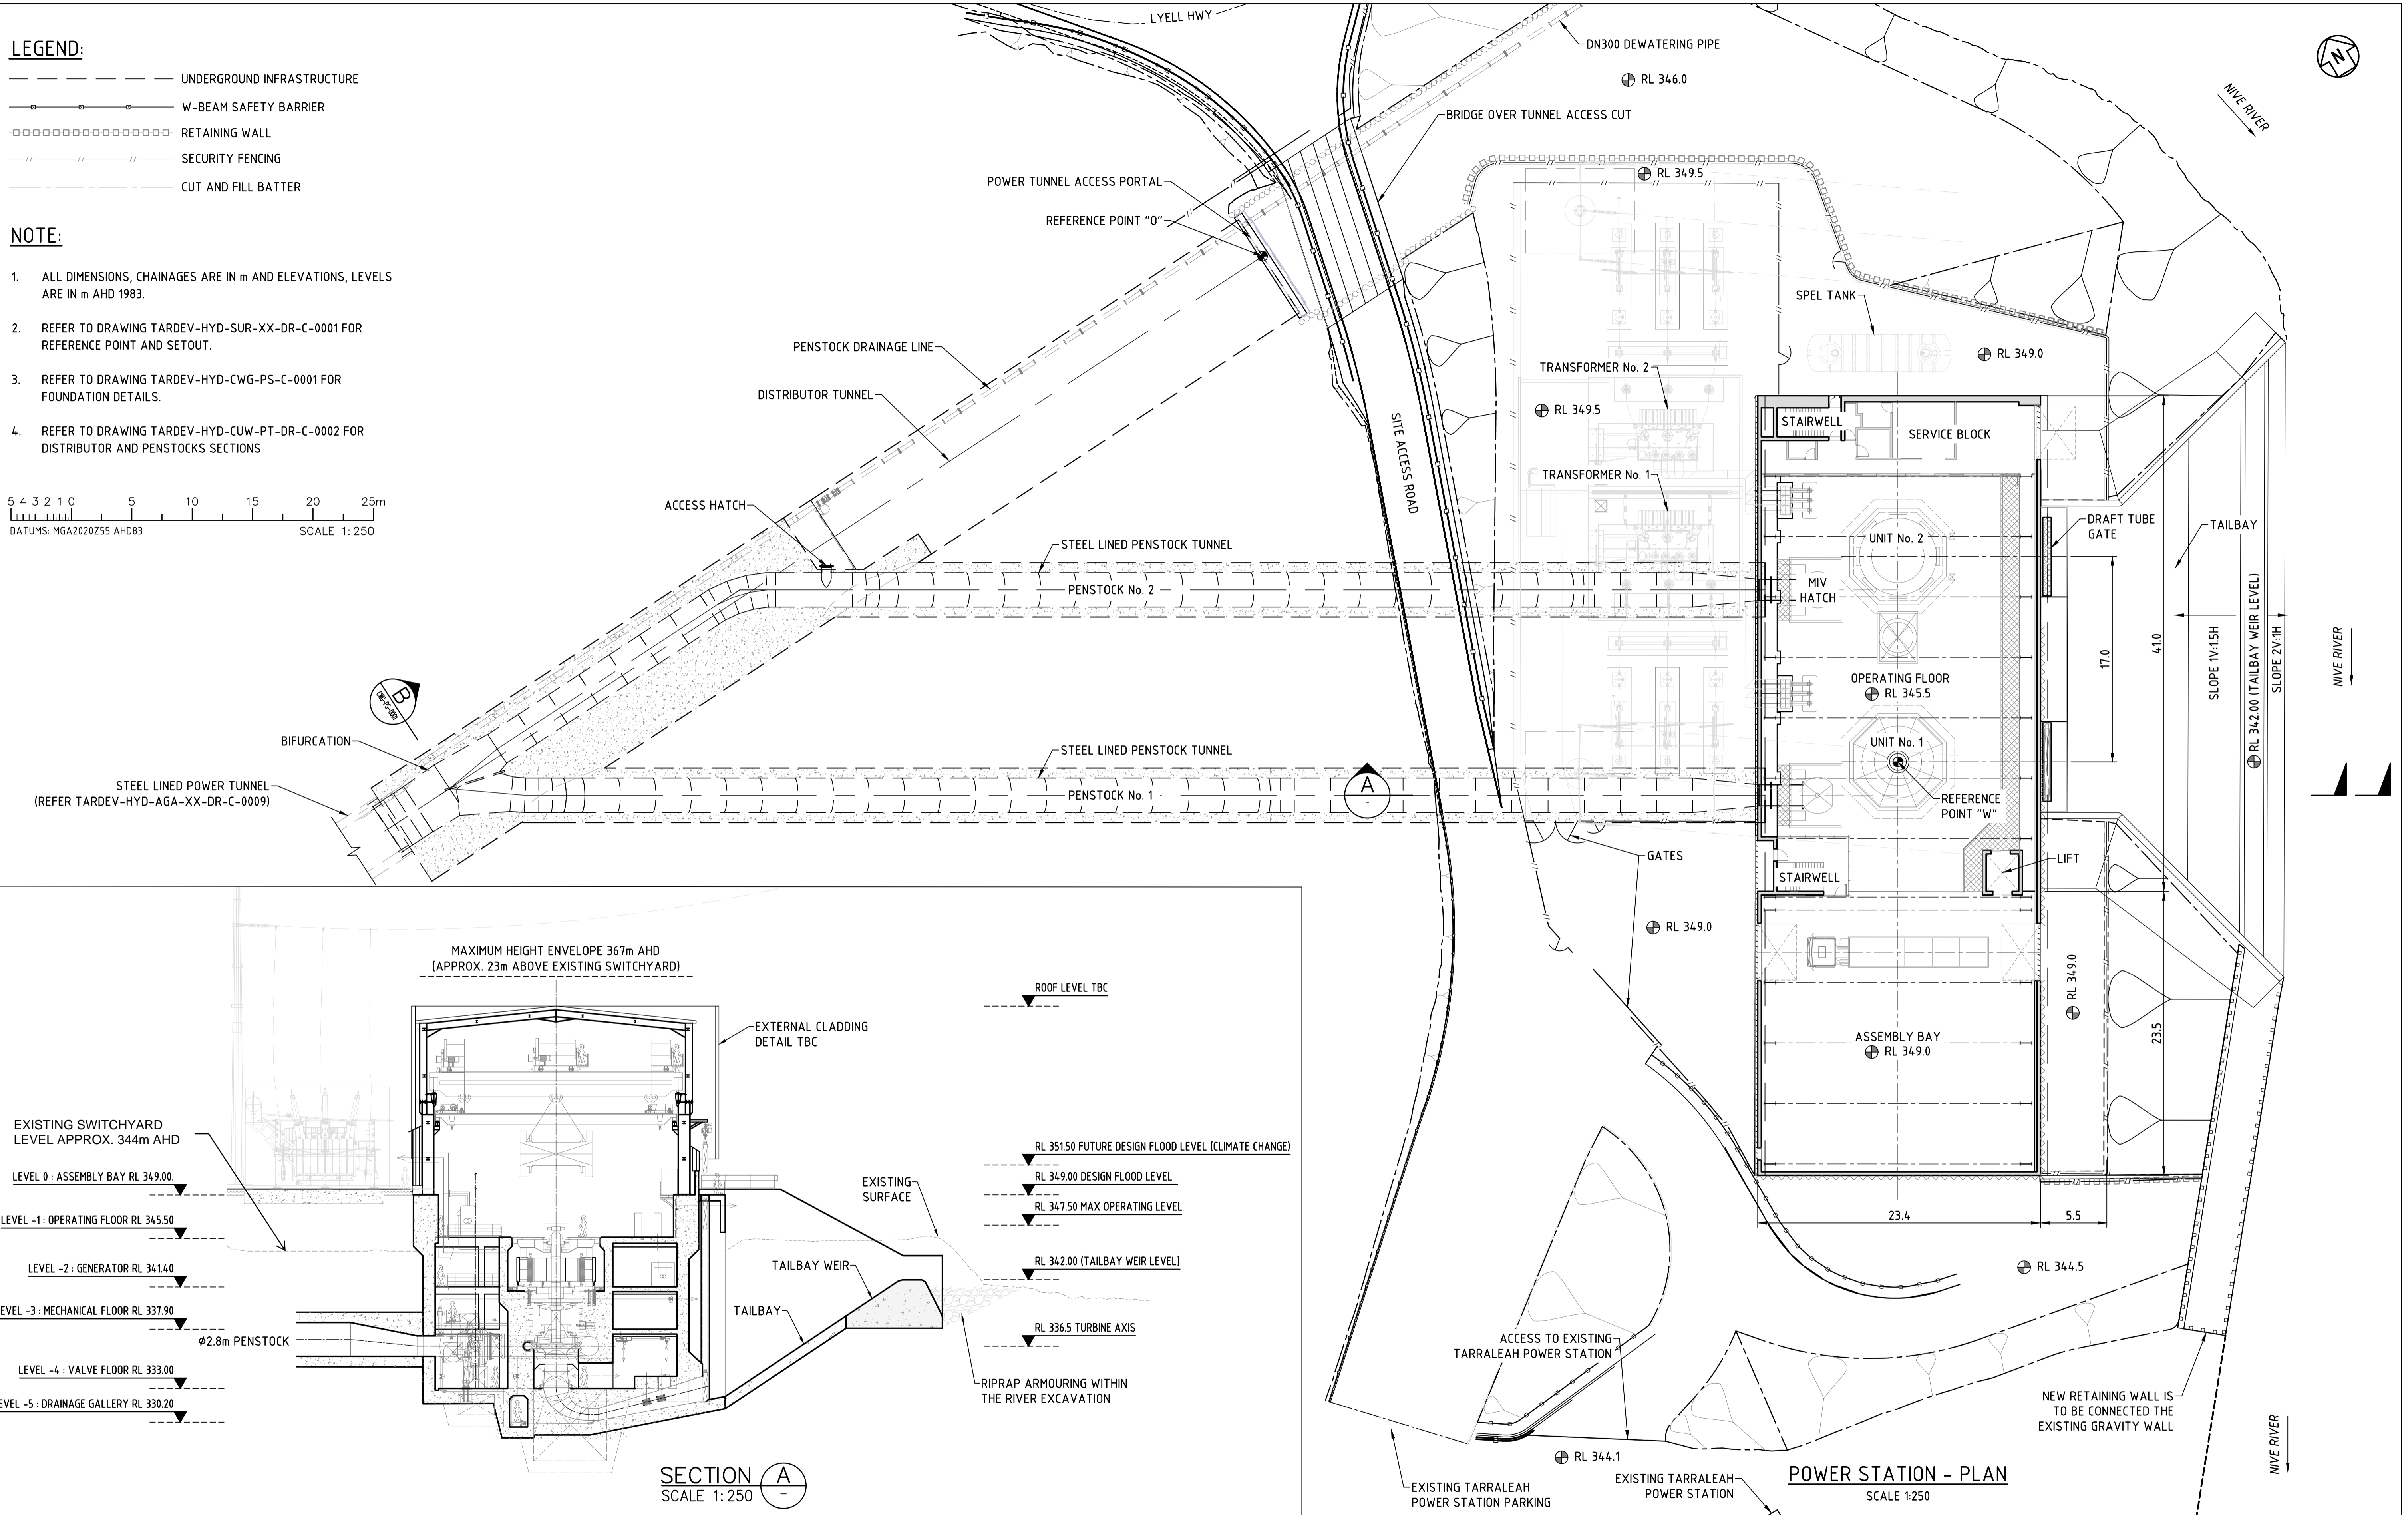 LEGEND:
UNDERGROUND INFRASTRUCTURE
W-BEAM SAFETY BARRIER
RETAINING WALL
SECURITY FENCING
CUT AND FILL BATTER
NOTE:
1. ALL DIMENSIONS, CHAINAGES ARE IN m AND ELEVATIONS, LEVELS
ARE IN m AHD 1983.
2. REFER TO DRAWING TARDEV-HYD-SUR-XX-DR-C-0001 FOR
REFERENCE POINT AND SETOUT.
3. REFER TO DRAWING TARDEV-HYD-CWG-PS-C-0001 FOR
FOUNDATION DETAILS.
4. REFER TO DRAWING TARDEV-HYD-CUW-PT-DR-C-0002 FOR
DISTRIBUTOR AND PENSTOCKS SECTIONS
5 4 3 2 1 0 5 10 15 20 25m
DATUMS: MGA2020Z55 AHD83 SCALE 1:250
LYELL HWY
DN300 DEWATERING PIPE
RL 346.0
BRIDGE OVER TUNNEL ACCESS CUT
N
NIVE RIVER
POWER TUNNEL ACCESS PORTAL
REFERENCE POINT "O"
RL 349.5
SPEL TANK
RL 349.0
PENSTOCK DRAINAGE LINE
DISTRIBUTOR TUNNEL
TRANSFORMER No. 2
RL 349.5
SITE ACCESS ROAD
STAIRWELL
SERVICE BLOCK
TRANSFORMER No. 1
ACCESS HATCH
STEEL LINED PENSTOCK TUNNEL
PENSTOCK No. 2
UNIT No. 2
MIV
HATCH
DRAFT TUBE
GATE
TAILBAY
17.0
41.0
SLOPE 1V:1.5H
RL 342.00 (TAILBAY WEIR LEVEL)
SLOPE 2V:1H
NIVE RIVER
OPERATING FLOOR
RL 345.5
B
CWG-PS-0001
BIFURCATION
STEEL LINED POWER TUNNEL
(REFER TARDEV-HYD-AGA-XX-DR-C-0009)
STEEL LINED PENSTOCK TUNNEL
PENSTOCK No. 1
A
-
UNIT No. 1
REFERENCE
POINT "W"
GATES
LIFT
STAIRWELL
RL 349.0
RL 349.0
23.5
ASSEMBLY BAY
RL 349.0
23.4
5.5
RL 344.5
ACCESS TO EXISTING
TARRALEAH POWER STATION
NEW RETAINING WALL IS
TO BE CONNECTED THE
EXISTING GRAVITY WALL
NIVE RIVER
RL 344.1
EXISTING TARRALEAH
POWER STATION PARKING
EXISTING TARRALEAH
POWER STATION
POWER STATION - PLAN
SCALE 1:250
MAXIMUM HEIGHT ENVELOPE 367m AHD
(APPROX. 23m ABOVE EXISTING SWITCHYARD)
ROOF LEVEL TBC
EXTERNAL CLADDING
DETAIL TBC
EXISTING SWITCHYARD
LEVEL APPROX. 344m AHD
LEVEL 0 : ASSEMBLY BAY RL 349.00.
LEVEL -1 : OPERATING FLOOR RL 345.50
LEVEL -2 : GENERATOR RL 341.40
EVEL -3 : MECHANICAL FLOOR RL 337.90
Ø2.8m PENSTOCK
LEVEL -4 : VALVE FLOOR RL 333.00
EVEL -5 : DRAINAGE GALLERY RL 330.20
RL 351.50 FUTURE DESIGN FLOOD LEVEL (CLIMATE CHANGE)
RL 349.00 DESIGN FLOOD LEVEL
RL 347.50 MAX OPERATING LEVEL
EXISTING
SURFACE
RL 342.00 (TAILBAY WEIR LEVEL)
TAILBAY WEIR
TAILBAY
RL 336.5 TURBINE AXIS
RIPRAP ARMOURING WITHIN
THE RIVER EXCAVATION
SECTION A
SCALE 1:250 -